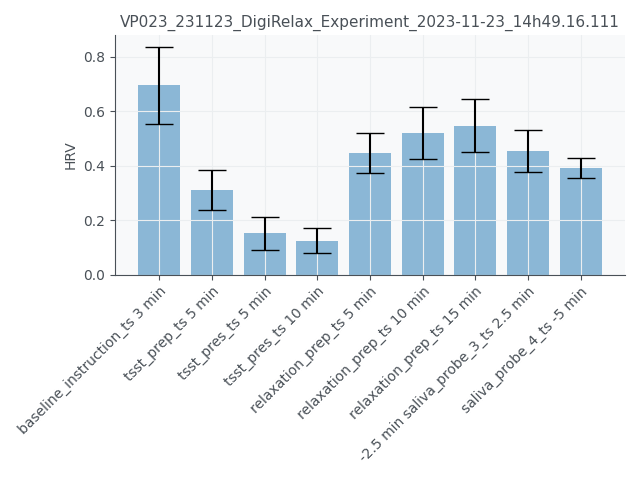 VP023_231123_DigiRelax_Experiment_2023-11-23_14h49.16.111
HRV
0.8
0.6
0.4
0.2
0.0
baseline_instruction_ts 3 min
tsst_prep_ts 5 min
tsst_pres_ts 5 min
tsst_pres_ts 10 min
relaxation_prep_ts 5 min
relaxation_prep_ts 10 min
relaxation_prep_ts 15 min
-2.5 min saliva_probe_3_ts 2.5 min
saliva_probe_4_ts -5 min